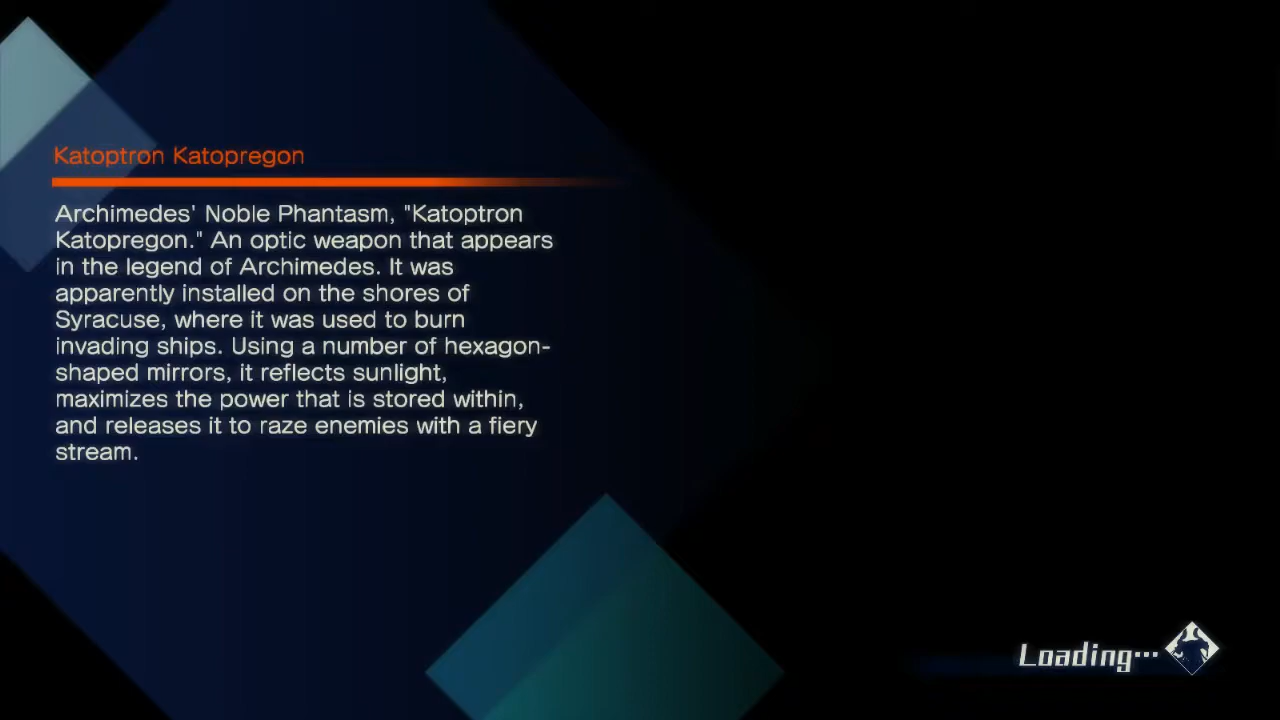 Katoptron Katopregon
Archimedes' Noble Phantasm, "Katoptron
Katopregon." An optic weapon that appears
in the legend of Archimedes. It was
apparently installed on the shores of
Syracuse, where it was used to burn
invading ships. Using a number of hexagon-
shaped mirrors, it reflects sunlight,
maximizes the power that is stored within,
and releases it to raze enemies with a fiery
stream.
Loading···